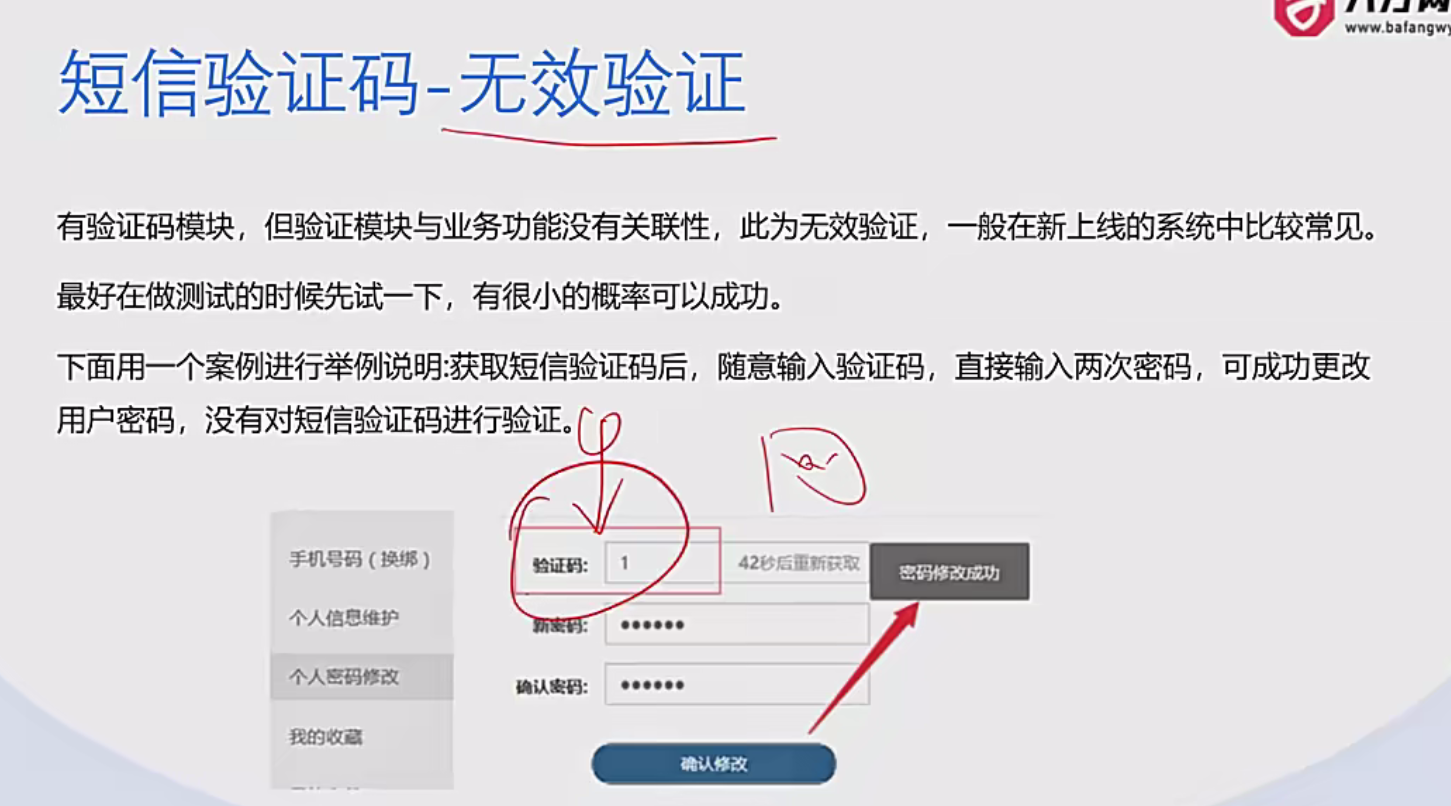 www.bafangwy
短信验证码-无效验证
有验证码模块，但验证模块与业务功能没有关联性，此为无效验证，一般在新上线的系统中比较常见。
最好在做测试的时候先试一下，有很小的概率可以成功。
下面用一个案例进行举例说明:获取短信验证码后，随意输入验证码，直接输入两次密码，可成功更改
用户密码，没有对短信验证码进行验证。
手机号码（换绑）
个人信息维护
个人密码修改
我的收藏
验证码: 1 42秒后重新获取 密码修改成功
新密码: ••••••
确认密码: ••••••
确认修改